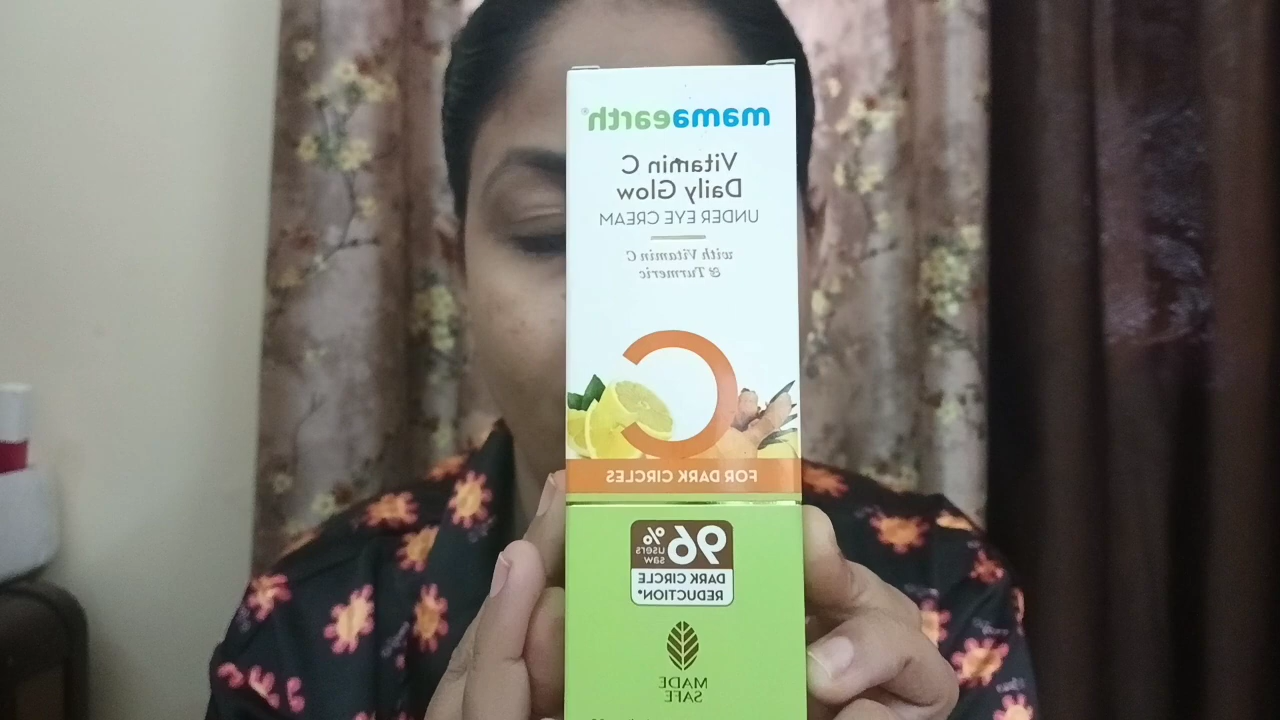 mamaearth®
Vitamin C
Daily Glow
UNDER EYE CREAM
with Vitamin C
& Turmeric
FOR DARK CIRCLES
96%
users
saw
DARK CIRCLE
REDUCTION*
MADE
SAFE